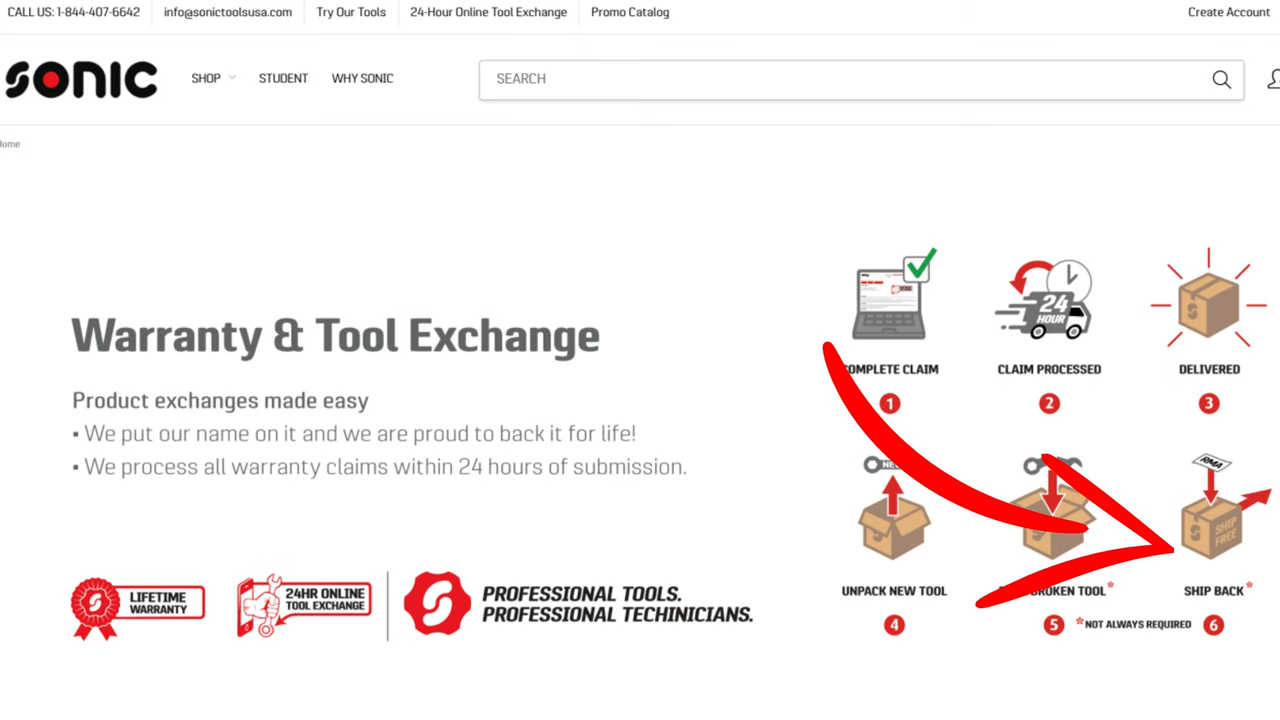 CALL US: 1-844-407-6642 info@sonictoolsusa.com Try Our Tools 24-Hour Online Tool Exchange Promo Catalog Create Account
SONIC SHOP STUDENT WHY SONIC SEARCH
Home
Warranty & Tool Exchange
Product exchanges made easy
▪ We put our name on it and we are proud to back it for life!
▪ We process all warranty claims within 24 hours of submission.
LIFETIME
WARRANTY
24HR ONLINE
TOOL EXCHANGE
PROFESSIONAL TOOLS.
PROFESSIONAL TECHINICIANS.
24
HOUR
COMPLETE CLAIM CLAIM PROCESSED DELIVERED
1 2 3
RMA
SHIP
FREE
UNPACK NEW TOOL BROKEN TOOL* SHIP BACK*
4 5 *NOT ALWAYS REQUIRED 6